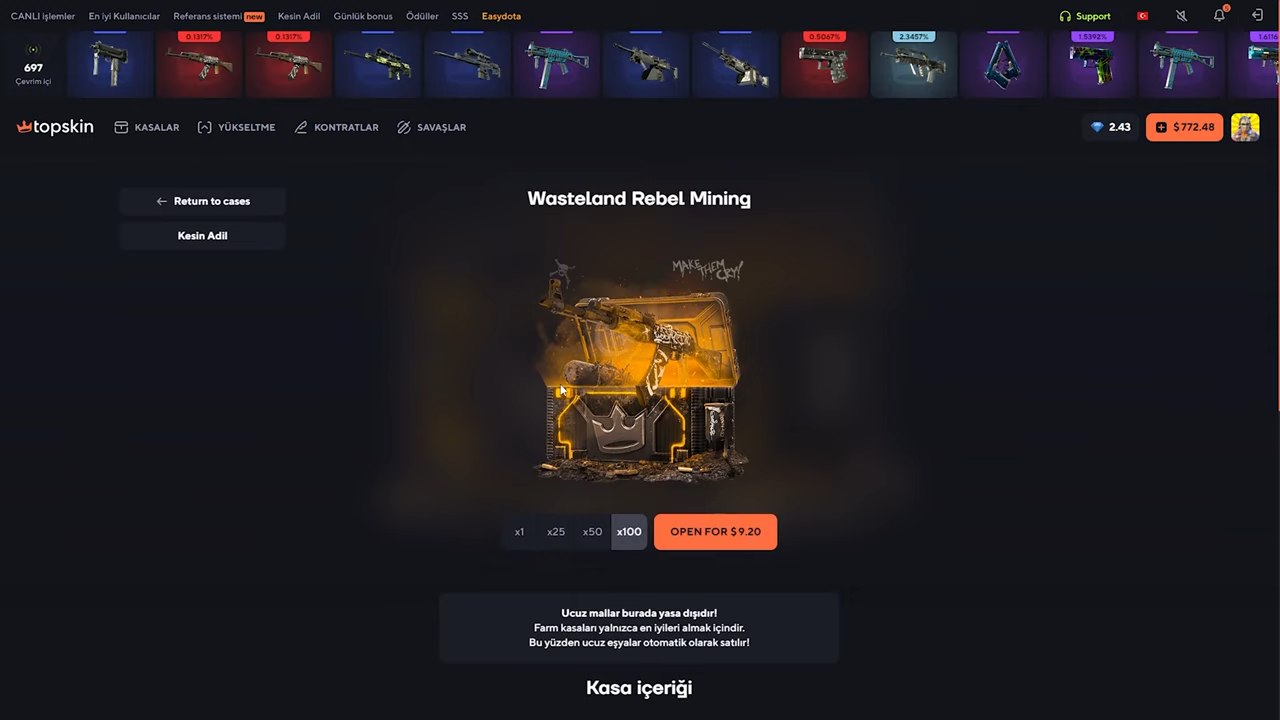 CANLI işlemler En iyi Kullanıcılar Referans sistemi new Kesin Adil Günlük bonus Ödüller SSS Easydota Support 5
697
Çevrim içi
0.1317% 0.1317% 0.5067% 2.3457% 1.5392% 1.6116
topskin KASALAR YÜKSELTME KONTRATLAR SAVAŞLAR 2.43 $772.48
← Return to cases
Kesin Adil
Wasteland Rebel Mining
MAKE THEM CRY!
x1 x25 x50 x100 OPEN FOR $9.20
Ucuz mallar burada yasa dışıdır!
Farm kasaları yalnızca en iyileri almak içindir.
Bu yüzden ucuz eşyalar otomatik olarak satılır!
Kasa içeriği